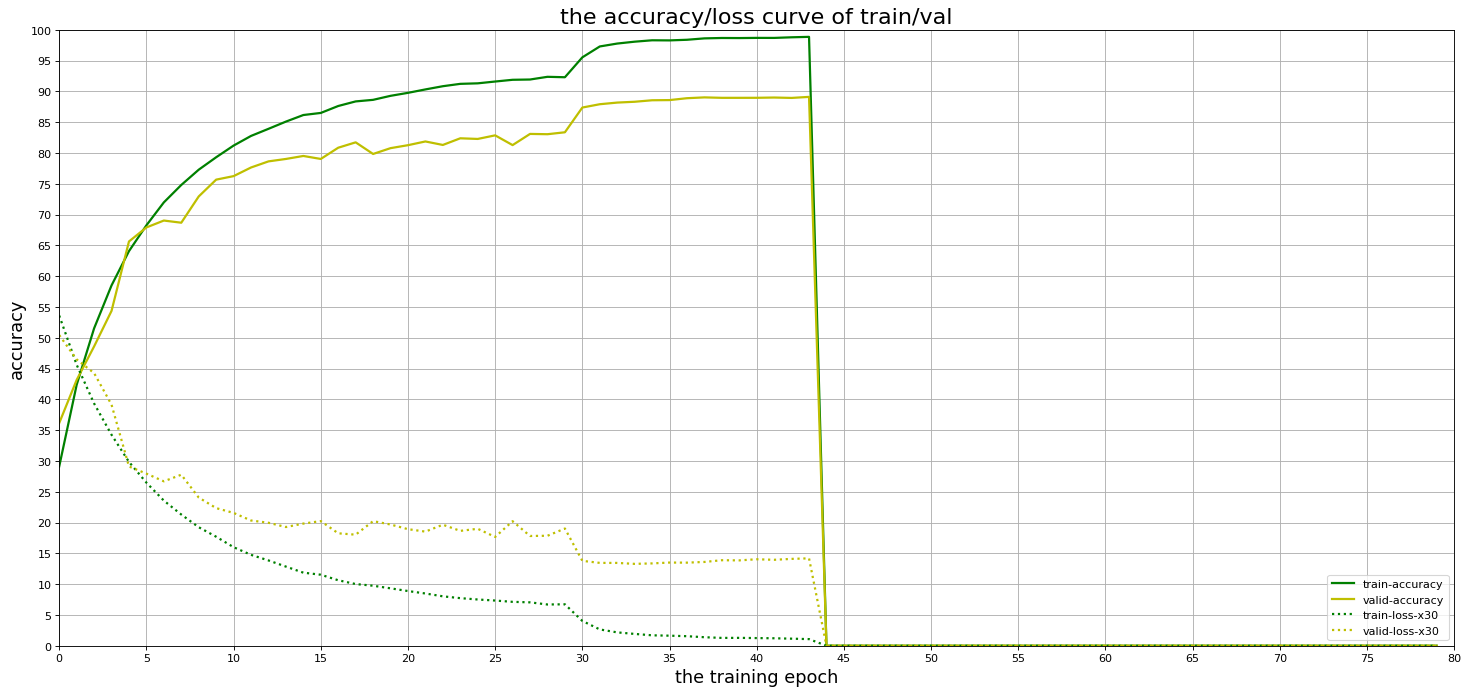 the accuracy/loss curve of train/val
100
95
90
85
80
75
70
65
60
55
50
45
40
35
30
25
20
15
10
5
0
accuracy
train-accuracy
valid-accuracy
train-loss-x30
valid-loss-x30
0 5 10 15 20 25 30 35 40 45 50 55 60 65 70 75 80
the training epoch